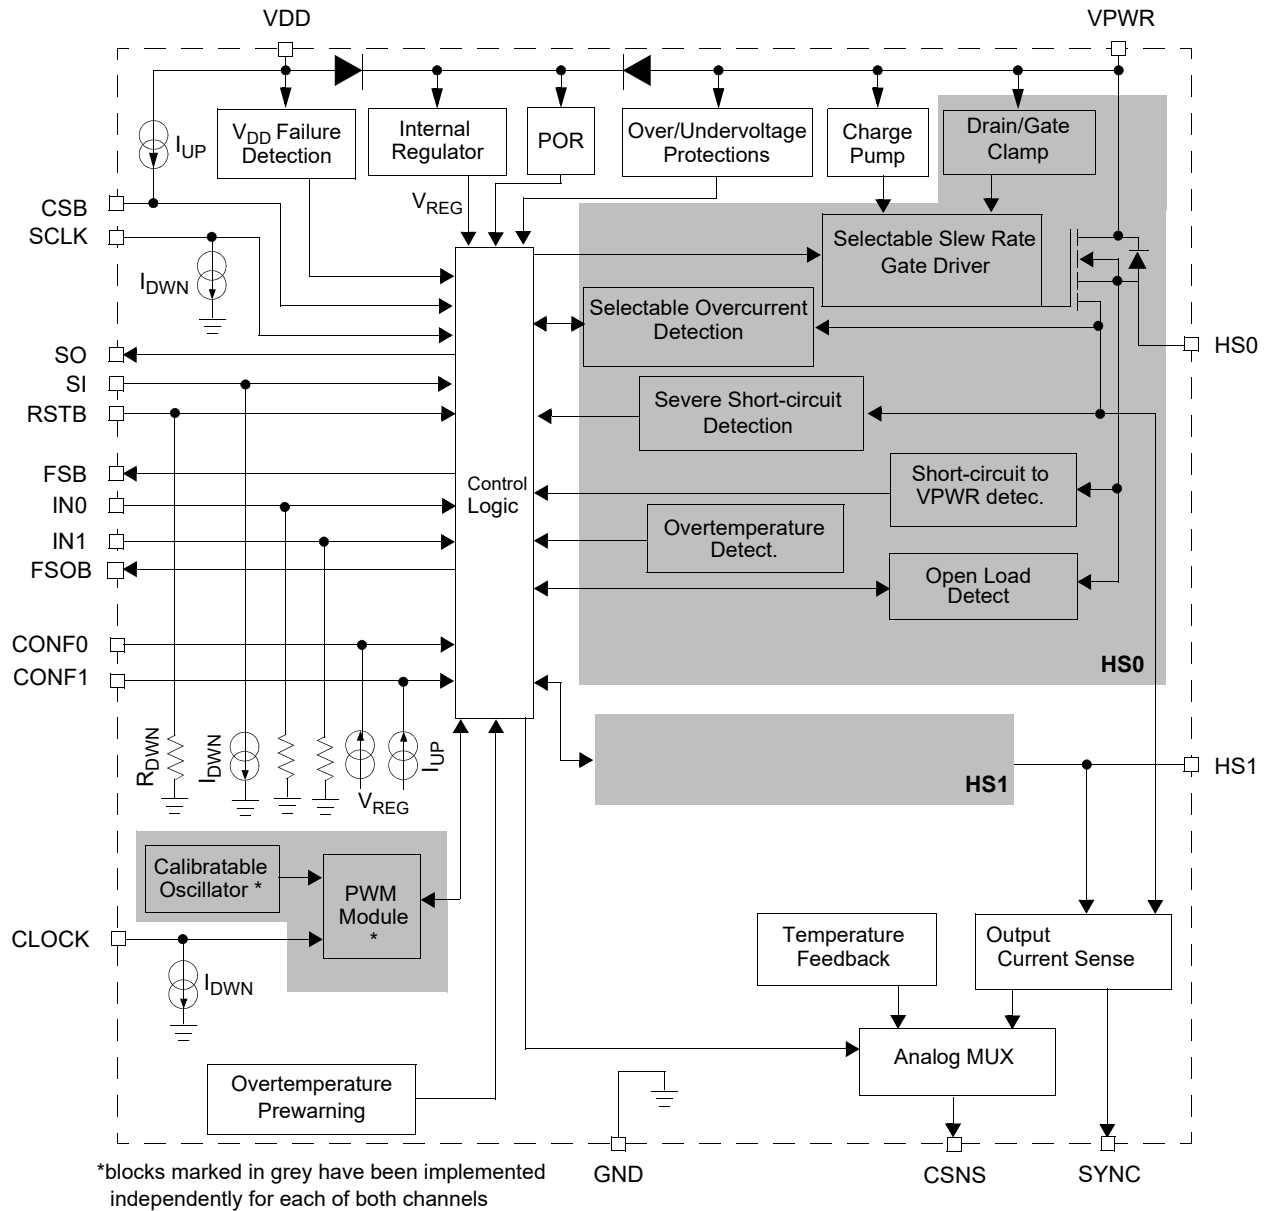 VDD
VPWR
VDD Failure
Detection
Internal
Regulator
POR
Over/Undervoltage
Protections
Charge
Pump
Drain/Gate
Clamp
IUP
VREG
CSB
SCLK
IDWN
SO
SI
RSTB
FSB
IN0
IN1
FSOB
CONF0
CONF1
Control
Logic
Selectable Slew Rate
Gate Driver
Selectable Overcurrent
Detection
Severe Short-circuit
Detection
Short-circuit to
VPWR detec.
Overtemperature
Detect.
Open Load
Detect
HS0
HS0
HS1
HS1
RDWN
IDWN
VREG
IUP
Calibratable
Oscillator *
PWM
Module
*
CLOCK
IDWN
Temperature
Feedback
Output
Current Sense
Analog MUX
Overtemperature
Prewarning
GND
CSNS
SYNC
*blocks marked in grey have been implemented
independently for each of both channels